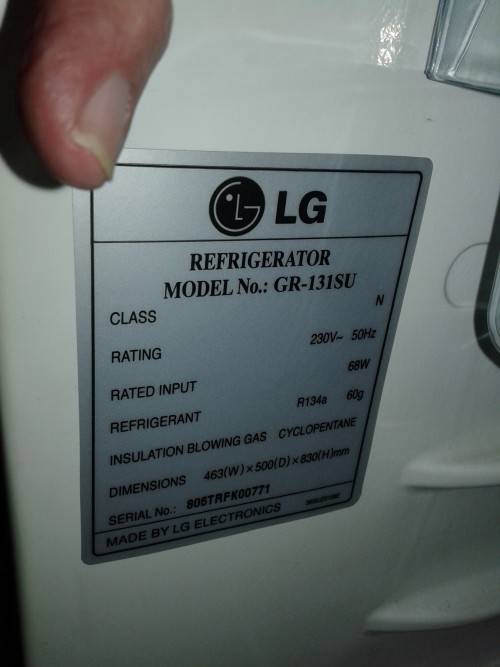 LG
REFRIGERATOR
MODEL No.: GR-131SU
CLASS N
RATING 230V~ 50Hz
RATED INPUT 68W
REFRIGERANT R134a 60g
INSULATION BLOWING GAS CYCLOPENTANE
DIMENSIONS 463(W)×500(D)×830(H)mm
SERIAL No.: 806TRFK00771
MADE BY LG ELECTRONICS